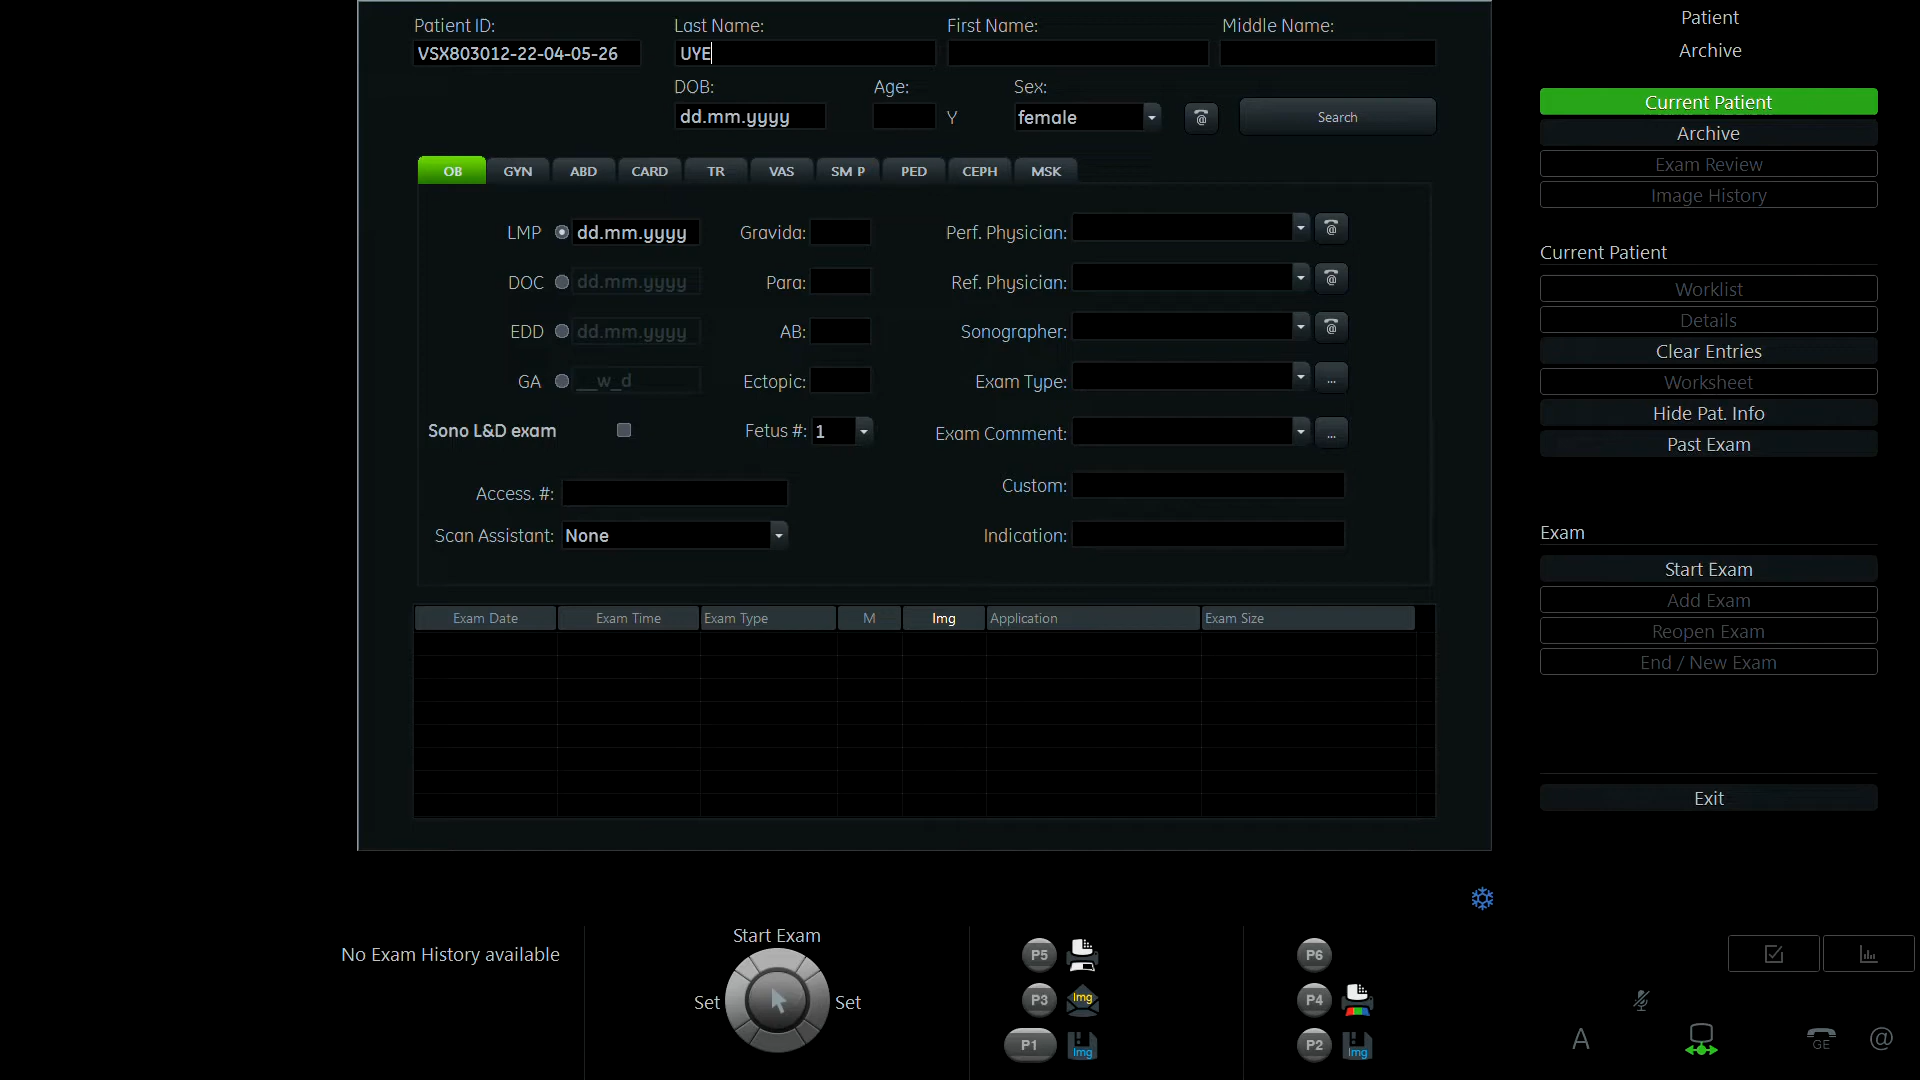 Patient ID: Last Name: First Name: Middle Name:
VSX803012-22-04-05-26 UYE
DOB: Age: Sex:
dd.mm.yyyy Y female @ Search
OB GYN ABD CARD TR VAS SM P PED CEPH MSK
LMP dd.mm.yyyy Gravida: Perf. Physician: @
DOC dd.mm.yyyy Para: Ref. Physician: @
EDD dd.mm.yyyy AB: Sonographer: @
GA __w_d Ectopic: Exam Type: ...
Sono L&D exam Fetus #: 1 Exam Comment: ...
Access. #: Custom:
Scan Assistant: None Indication:
Exam Date Exam Time Exam Type M Img Application Exam Size
Patient
Archive
Current Patient
Archive
Exam Review
Image History
Current Patient
Worklist
Details
Clear Entries
Worksheet
Hide Pat. Info
Past Exam
Exam
Start Exam
Add Exam
Reopen Exam
End / New Exam
Exit
No Exam History available
Start Exam
Set Set
P5 P6
P3 Img P4
P1 Img P2 Img
A GE @